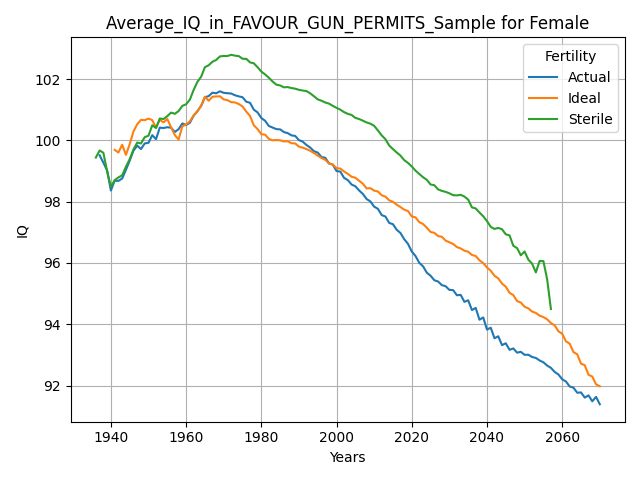 Average_IQ_in_FAVOUR_GUN_PERMITS_Sample for Female
Fertility
Actual
Ideal
Sterile
IQ
102
100
98
96
94
92
1940 1960 1980 2000 2020 2040 2060
Years